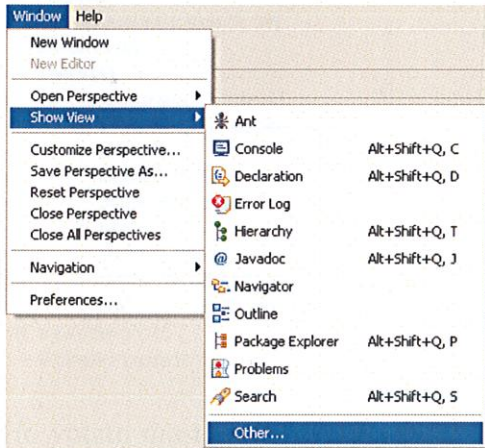 Window Help
New Window
New Editor
Open Perspective
Show View
Customize Perspective...
Save Perspective As...
Reset Perspective
Close Perspective
Close All Perspectives
Navigation
Preferences...
Ant
Console Alt+Shift+Q, C
Declaration Alt+Shift+Q, D
Error Log
Hierarchy Alt+Shift+Q, T
Javadoc Alt+Shift+Q, J
Navigator
Outline
Package Explorer Alt+Shift+Q, P
Problems
Search Alt+Shift+Q, S
Other...